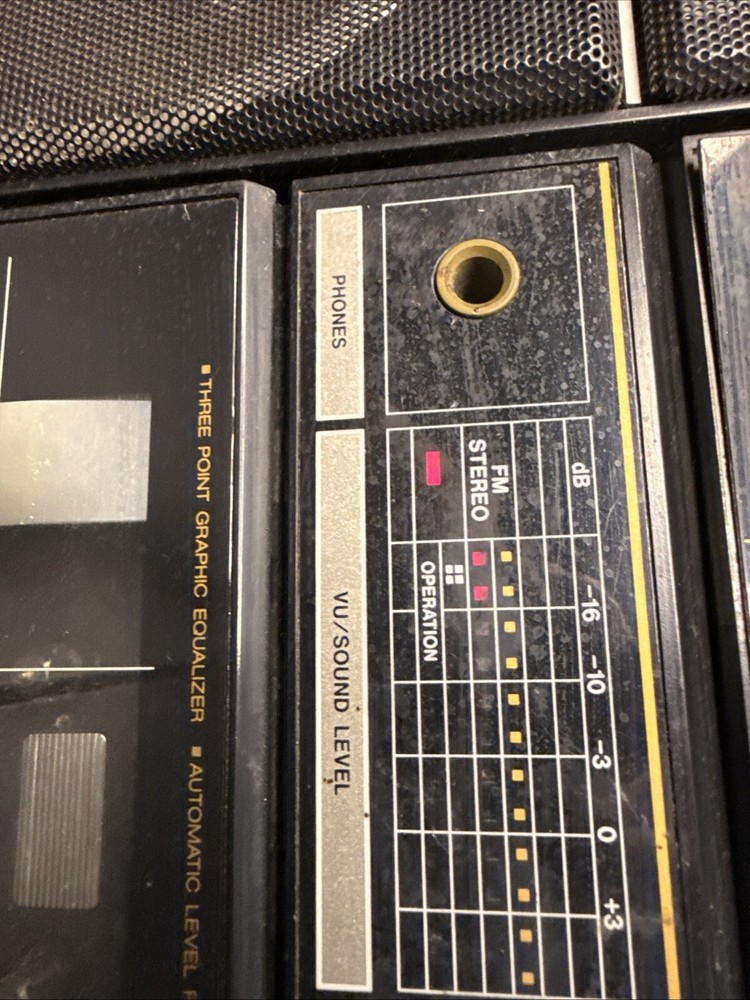 PHONES
dB
-16
-10
-3
0
+3
FM
STEREO
OPERATION
VU/SOUND LEVEL
THREE POINT GRAPHIC EQUALIZER
AUTOMATIC LEVEL